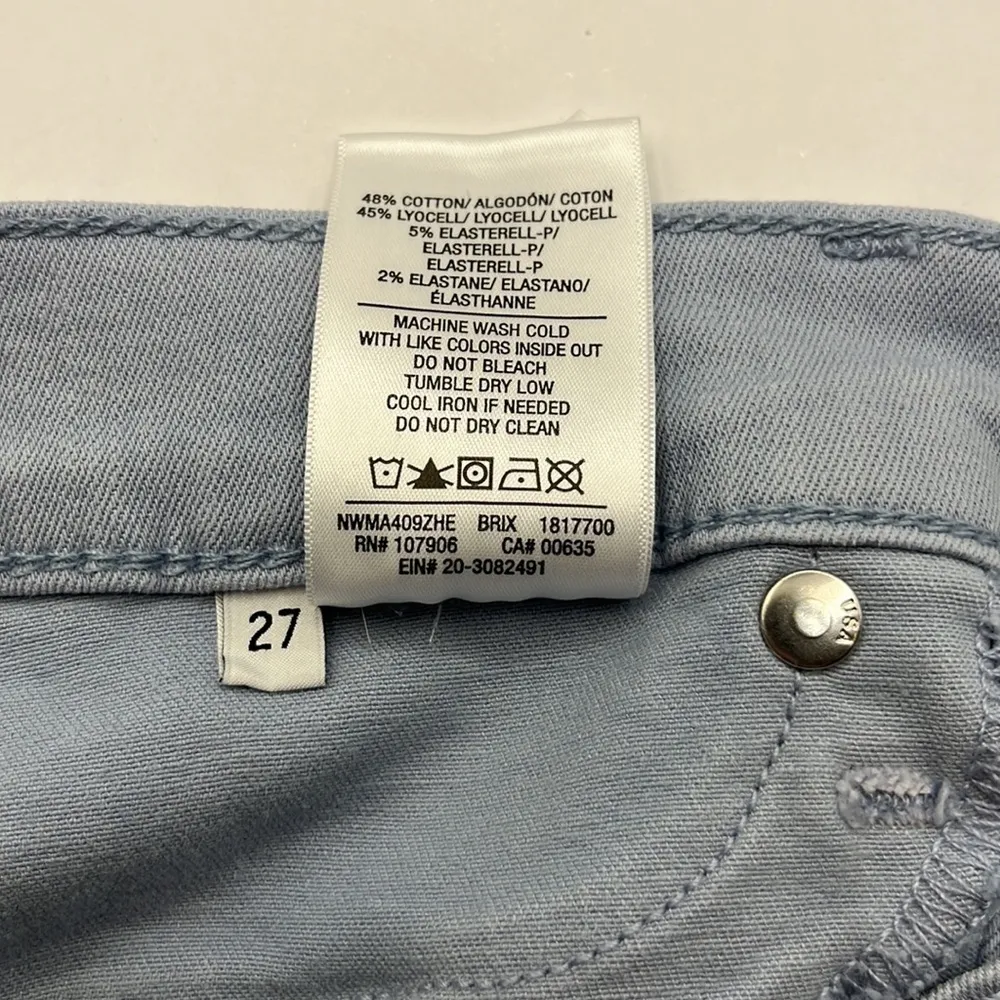 48% COTTON/ ALGODÓN/ COTON
45% LYOCELL/ LYOCELL/ LYOCELL
5% ELASTERELL-P/
ELASTERELL-P/
ELASTERELL-P
2% ELASTANE/ ELASTANO/
ÉLASTHANNE
MACHINE WASH COLD
WITH LIKE COLORS INSIDE OUT
DO NOT BLEACH
TUMBLE DRY LOW
COOL IRON IF NEEDED
DO NOT DRY CLEAN
NWMA409ZHE BRIX 1817700
RN# 107906 CA# 00635
EIN# 20-3082491
27
USA